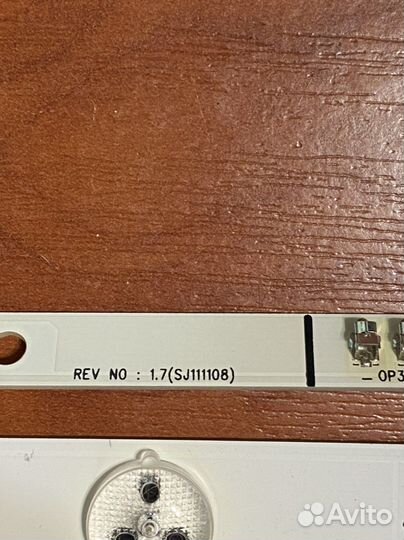 REV NO : 1.7(SJ111108)
— OP3
Avito